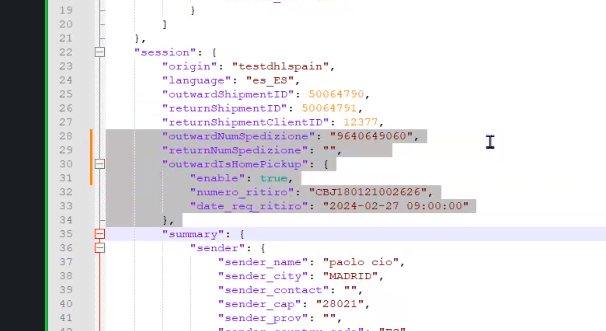 19 }
20 ]
21 },
22 "session": {
23 "origin": "testdhlspain",
24 "language": "es_ES",
25 "outwardShipmentID": 50064790,
26 "returnShipmentID": 50064791,
27 "returnShipmentClientID": 12377,
28 "outwardNumSpedizione": "9640649060",
29 "returnNumSpedizione": "",
30 "outwardIsHomePickup": {
31 "enable": true,
32 "numero_ritiro": "CBJ180121002626",
33 "date_req_ritiro": "2024-02-27 09:00:00"
34 },
35 "summary": {
36 "sender": {
37 "sender_name": "paolo cio",
38 "sender_city": "MADRID",
39 "sender_contact": "",
40 "sender_cap": "28021",
41 "sender_prov": "",